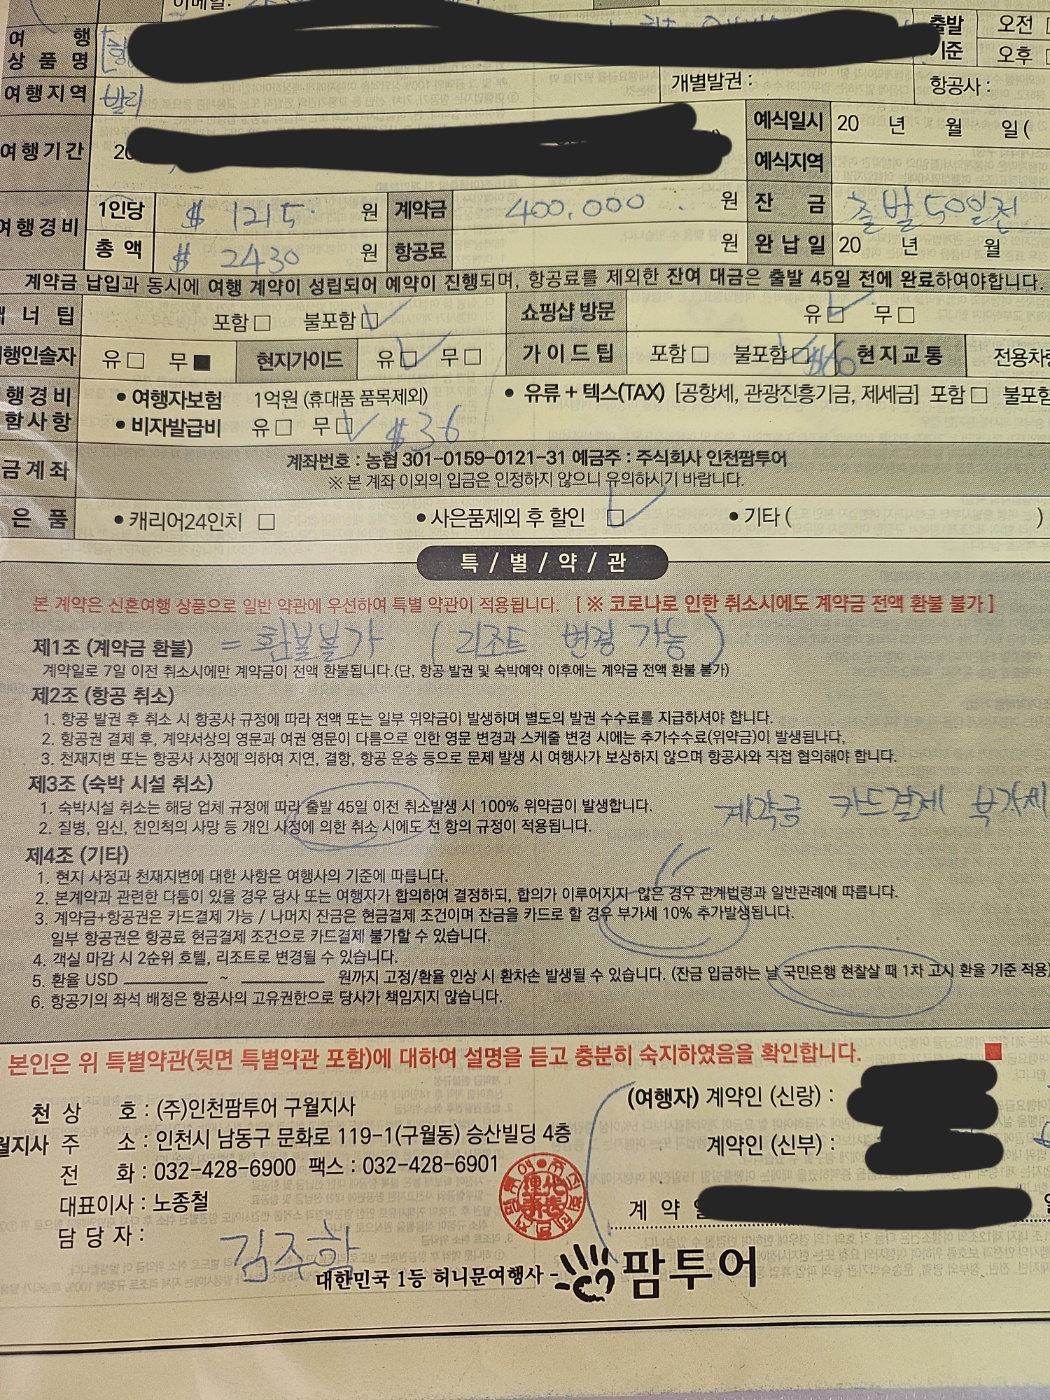 이메일:
여 행 상 품 명
출발 기준 오전 □
오후 □
여행지역 발리 개별발권 : 항공사 :
여행기간 20 예식일시 20 년 월 일(
예식지역
여행경비 1인당 $ 1215 원 계약금 400,000 원 잔 금 출발 50일전
총 액 $ 2430 원 항공료 원 완 납 일 20 년 월
계약금 납입과 동시에 여행 계약이 성립되어 예약이 진행되며, 항공료를 제외한 잔여 대금은 출발 45일 전에 완료하여야합니다.
너 팁 포함 □ 불포함 □ 쇼핑샵 방문 유 □ 무 □
행인솔자 유 □ 무 ■ 현지가이드 유 □ 무 □ 가 이 드 팁 포함 □ 불포함 □ $60 현 지 교 통 전용차량
행 경 비 • 여행자보험 1억원 (휴대품 품목제외) • 유류 + 텍스(TAX) [공항세, 관광진흥기금, 제세금] 포함 □ 불포함
함 사 항 • 비자발급비 유 □ 무 □ $36
금 계 좌 계좌번호 : 농협 301-0159-0121-31 예금주 : 주식회사 인천팜투어
※ 본 계좌 이외의 입금은 인정하지 않으니 유의하시기 바랍니다.
은 품 • 캐리어24인치 □ • 사은품제외 후 할인 □ • 기타 ( )
특 / 별 / 약 / 관
본 계약은 신혼여행 상품으로 일반 약관에 우선하여 특별 약관이 적용됩니다. [ ※ 코로나로 인한 취소시에도 계약금 전액 환불 불가 ]
제1조 (계약금 환불) = 환불불가 (리조트 변경 가능)
계약일로 7일 이전 취소시에만 계약금이 전액 환불됩니다.(단, 항공 발권 및 숙박예약 이후에는 계약금 전액 환불 불가)
제2조 (항공 취소)
1. 항공 발권 후 취소 시 항공사 규정에 따라 전액 또는 일부 위약금이 발생하며 별도의 발권 수수료를 지급하셔야 합니다.
2. 항공권 결제 후, 계약서상의 영문과 여권 영문이 다름으로 인한 영문 변경과 스케줄 변경 시에는 추가수수료(위약금)이 발생됩니다.
3. 천재지변 또는 항공사 사정에 의하여 지연, 결항, 항공 운송 등으로 문제 발생 시 여행사가 보상하지 않으며 항공사와 직접 협의해야 합니다.
제3조 (숙박 시설 취소)
1. 숙박시설 취소는 해당 업체 규정에 따라 출발 45일 이전 취소발생 시 100% 위약금이 발생합니다.
계약금 카드결제 부가세
2. 질병, 임신, 친인척의 사망 등 개인 사정에 의한 취소 시에도 전 항의 규정이 적용됩니다.
제4조 (기타)
1. 현지 사정과 천재지변에 대한 사항은 여행사의 기준에 따릅니다.
2. 본계약과 관련한 다툼이 있을 경우 당사 또는 여행자가 합의하여 결정하되, 합의가 이루어지지 않은 경우 관계법령과 일반관례에 따릅니다.
3. 계약금+항공권은 카드결제 가능 / 나머지 잔금은 현금결제 조건이며 잔금을 카드로 할 경우 부가세 10% 추가발생됩니다.
일부 항공권은 항공료 현금결제 조건으로 카드결제 불가할 수 있습니다.
4. 객실 마감 시 2순위 호텔, 리조트로 변경될 수 있습니다.
5. 환율 USD ~ 원까지 고정/환율 인상 시 환차손 발생될 수 있습니다. (잔금 입금하는 날 국민은행 현찰살 때 1차 고시 환율 기준 적용)
6. 항공기의 좌석 배정은 항공사의 고유권한으로 당사가 책임지지 않습니다.
본인은 위 특별약관(뒷면 특별약관 포함)에 대하여 설명을 듣고 충분히 숙지하였음을 확인합니다.
천 상 호 : (주)인천팜투어 구월지사 (여행자) 계약인 (신랑) :
월지사 주 소 : 인천시 남동구 문화로 119-1(구월동) 승산빌딩 4층 계약인 (신부) :
전 화 : 032-428-6900 팩스 : 032-428-6901
대표이사 : 노종철 계 약 일
담 당 자 : 김주함
대한민국 1등 허니문여행사 - 팜투어